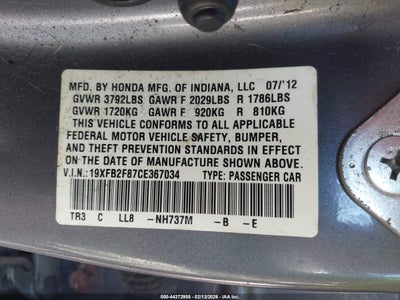 MFD. BY HONDA MFG. OF INDIANA, LLC 07/'12
GVWR 3792LBS GAWR F 2029LBS R 1786LBS
GVWR 1720KG GAWR F 920KG R 810KG
THIS VEHICLE CONFORMS TO ALL APPLICABLE
FEDERAL MOTOR VEHICLE SAFETY, BUMPER,
AND THEFT PREVENTION STANDARDS IN EFFECT
ON THE DATE OF MANUFACTURE SHOWN ABOVE.
V.I.N.: 19XFB2F87CE367034 TYPE: PASSENGER CAR
TR3 C LL8 -NH737M -B -E
000-44372958 - 02/13/2026 - IAAI